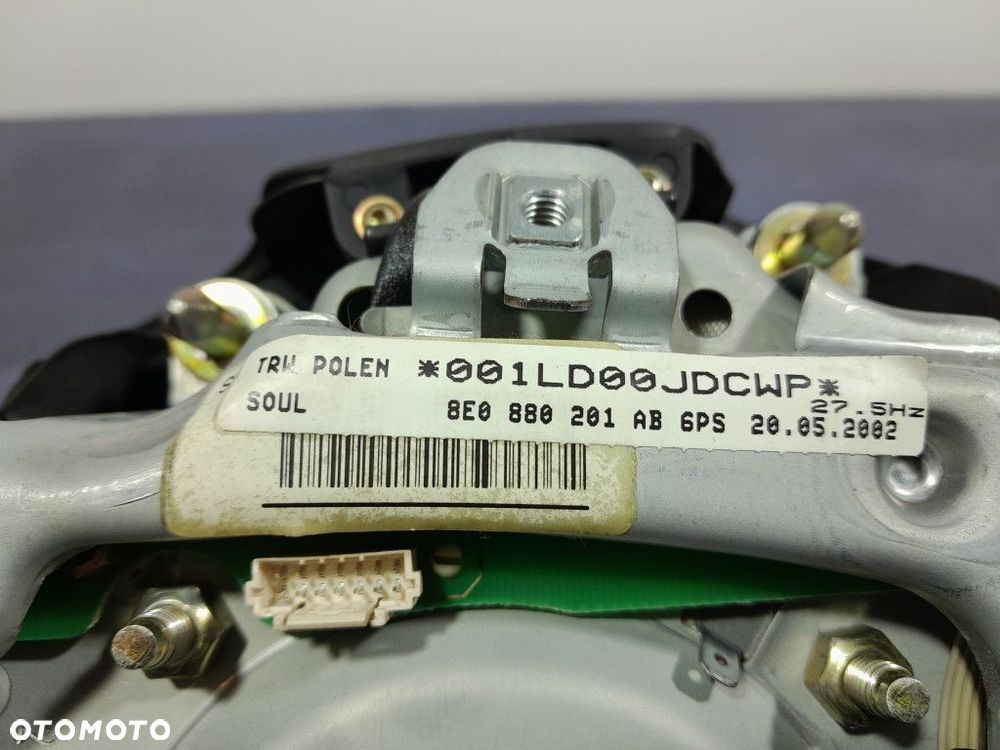 TRW POLEN *001LD00JDCWP*
27.5Hz
SOUL 8E0 880 201 AB 6PS 20.05.2002
OTOMOTO